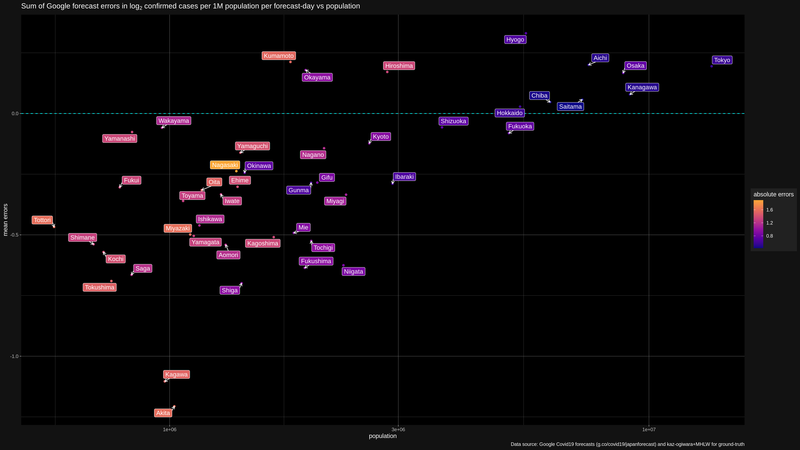 Sum of Google forecast errors in log₂ confirmed cases per 1M population per forecast-day vs population
Hyogo
Kumamoto
Aichi
Tokyo
Hiroshima
Osaka
Okayama
Kanagawa
Chiba
Saitama
Hokkaido
0.0
Wakayama
Shizuoka
Fukuoka
Yamanashi
Kyoto
Yamaguchi
Nagano
absolute errors
Nagasaki
Okinawa
1.6
Fukui
Oita
Ehime
Gifu
Ibaraki
1.2
Gunma
0.8
Toyama
Iwate
Miyagi
mean errors
Tottori
Ishikawa
Miyazaki
Mie
Shimane
-0.5
Yamagata
Kagoshima
Tochigi
Kochi
Aomori
Fukushima
Saga
Niigata
Tokushima
Shiga
-1.0
Kagawa
Akita
1e+06
3e+06
1e+07
population
Data source: Google Covid19 forecasts (g.co/covid19/japanforecast) and kaz-ogiwara+MHLW for ground-truth